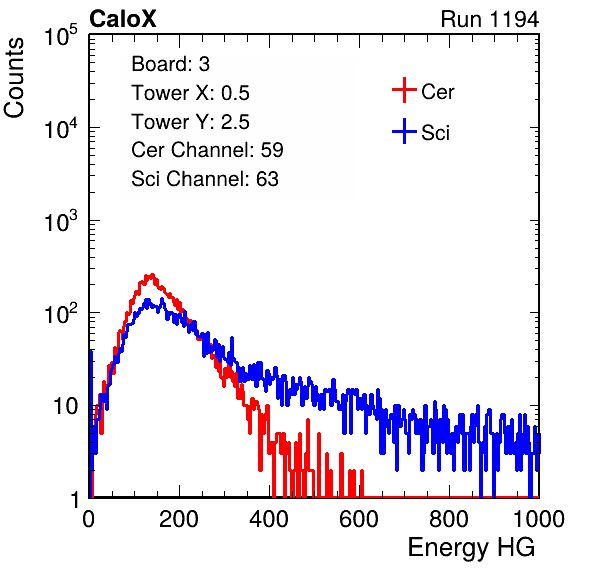 CaloX Run 1194
Counts
10^5
10^4
10^3
10^2
10
1
Board: 3
Tower X: 0.5
Tower Y: 2.5
Cer Channel: 59
Sci Channel: 63
Cer
Sci
0 200 400 600 800 1000
Energy HG